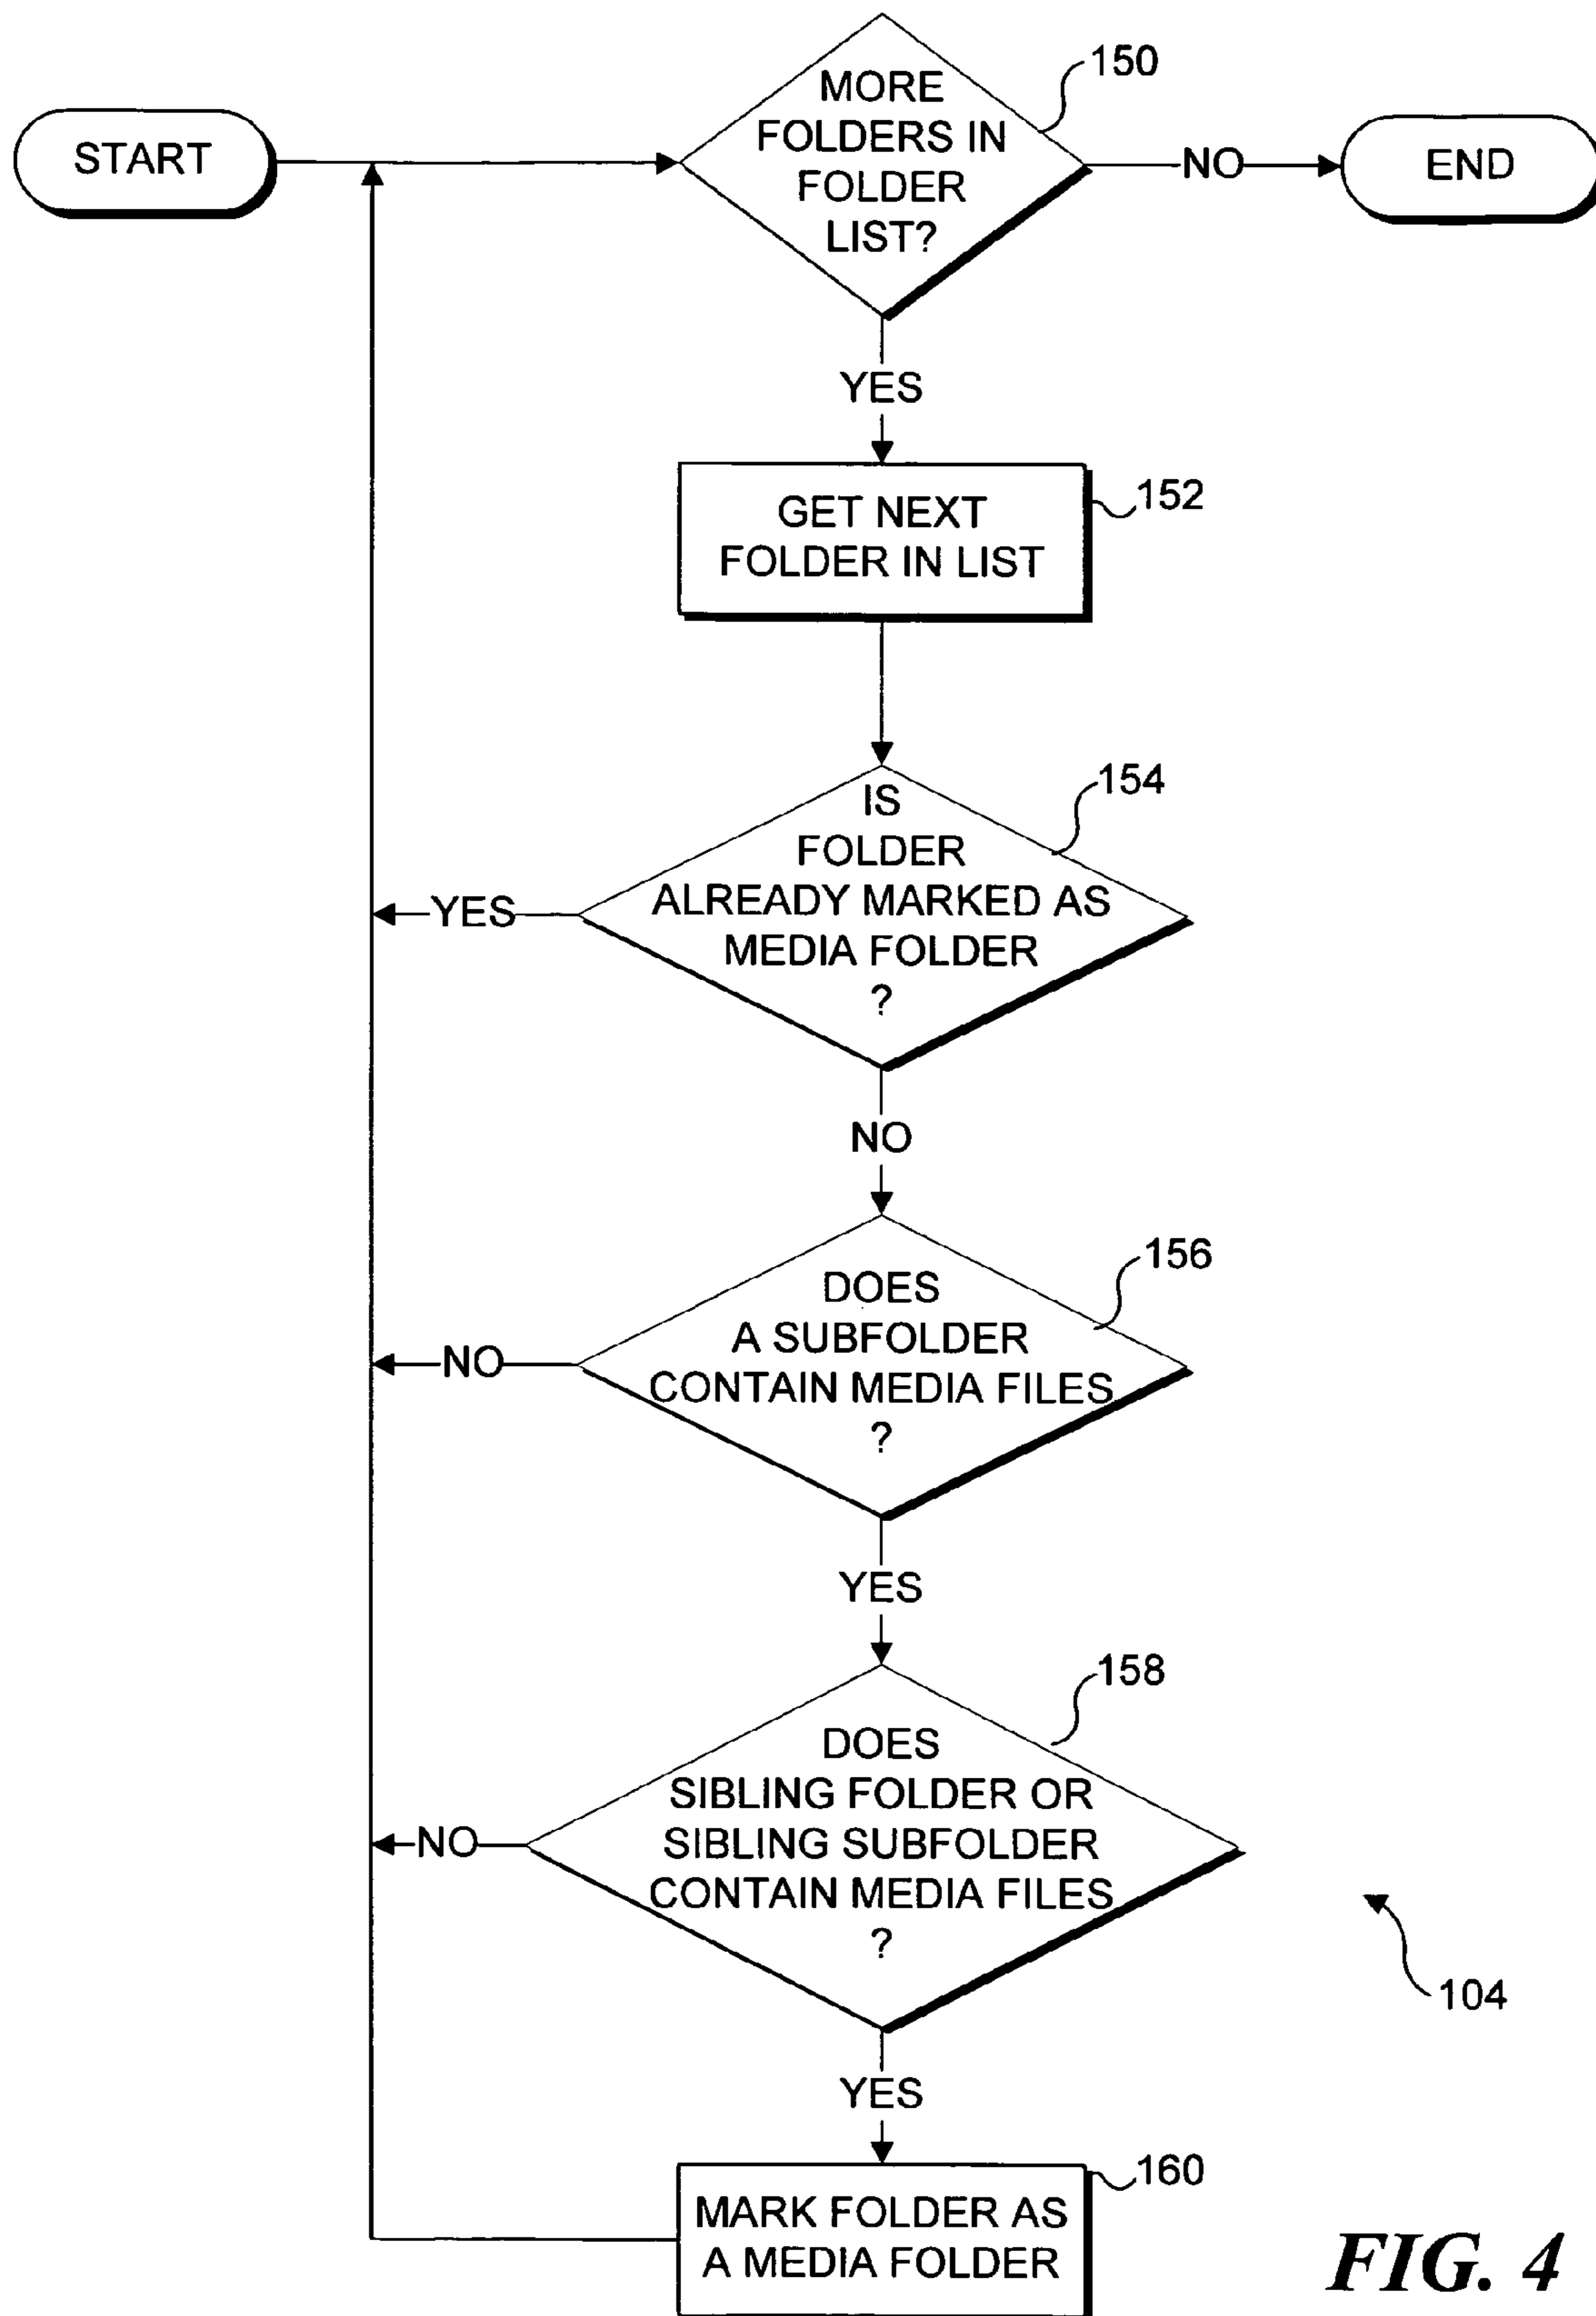 START
MORE
FOLDERS IN
FOLDER
LIST?
150
NO
END
YES
GET NEXT
FOLDER IN LIST
152
IS
FOLDER
ALREADY MARKED AS
MEDIA FOLDER
?
154
YES
NO
DOES
A SUBFOLDER
CONTAIN MEDIA FILES
?
156
NO
YES
DOES
SIBLING FOLDER OR
SIBLING SUBFOLDER
CONTAIN MEDIA FILES
?
158
NO
104
YES
MARK FOLDER AS
A MEDIA FOLDER
160
FIG. 4